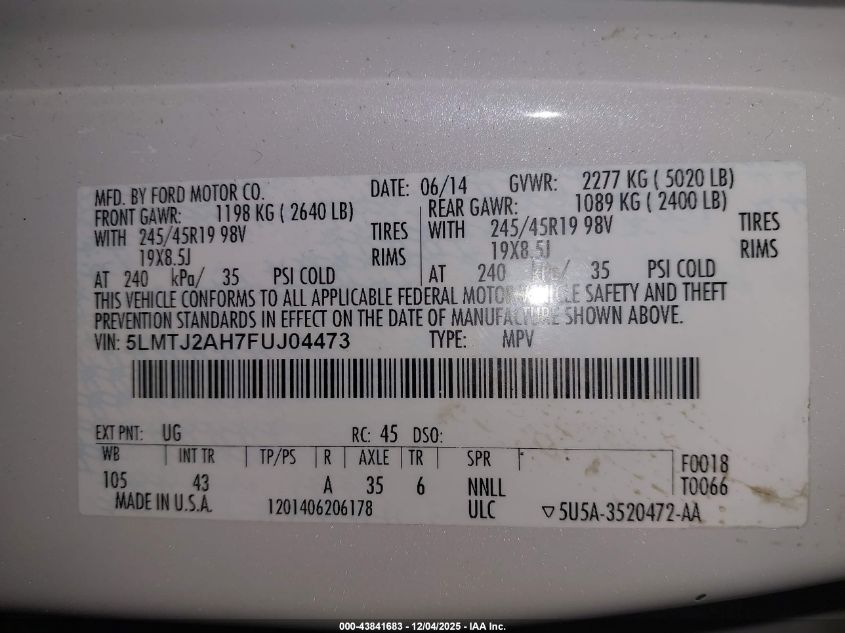 MFD. BY FORD MOTOR CO. DATE: 06/14 GVWR: 2277 KG ( 5020 LB)
FRONT GAWR: 1198 KG ( 2640 LB) REAR GAWR: 1089 KG ( 2400 LB)
WITH 245/45R19 98V TIRES WITH 245/45R19 98V TIRES
19X8.5J RIMS 19X8.5J RIMS
AT 240 kPa/ 35 PSI COLD AT 240 kPa/ 35 PSI COLD
THIS VEHICLE CONFORMS TO ALL APPLICABLE FEDERAL MOTOR VEHICLE SAFETY AND THEFT
PREVENTION STANDARDS IN EFFECT ON THE DATE OF MANUFACTURE SHOWN ABOVE.
VIN: 5LMTJ2AH7FUJ04473 TYPE: MPV
EXT PNT: UG RC: 45 DSO:
WB INT TR TP/PS R AXLE TR SPR F0018
105 43 A 35 6 NNLL T0066
MADE IN U.S.A. 1201406206178 ULC ▽5U5A-3520472-AA
000-43841683 - 12/04/2025 - IAA Inc.